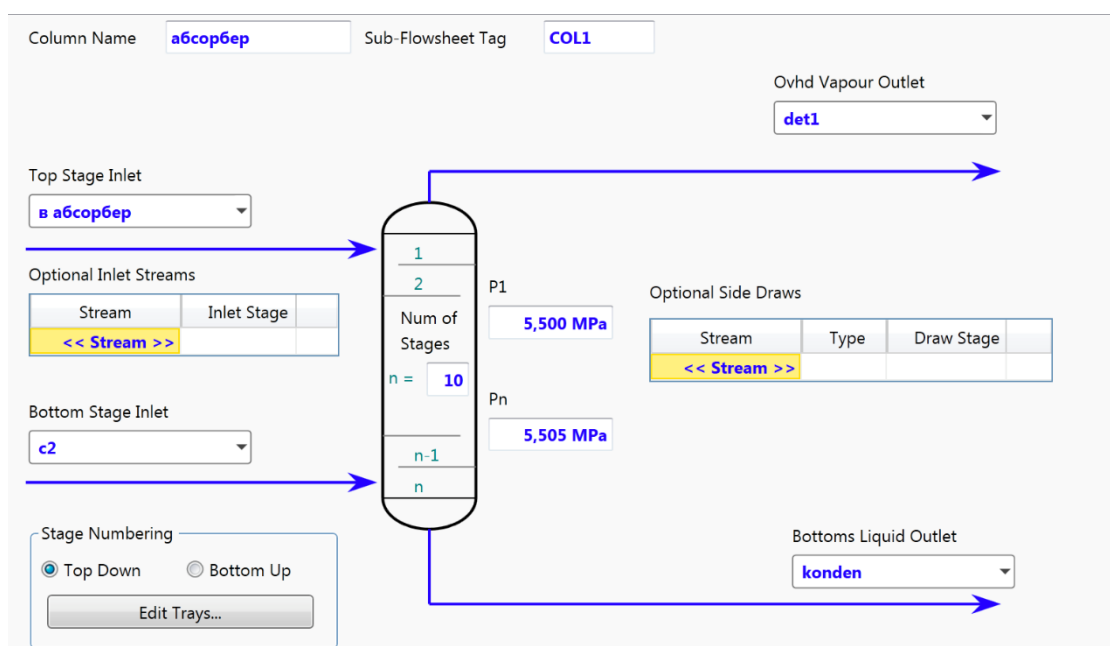 Column Name абсорбер Sub-Flowsheet Tag COL1
Ovhd Vapour Outlet
det1
Top Stage Inlet
в абсорбер
1
Optional Inlet Streams
2
P1
Optional Side Draws
Stream Inlet Stage
<< Stream >>
Num of
Stages
5,500 MPa
Stream Type Draw Stage
<< Stream >>
n = 10
Pn
Bottom Stage Inlet
5,505 MPa
c2
n-1
n
Stage Numbering
Top Down Bottom Up
Edit Trays...
Bottoms Liquid Outlet
konden